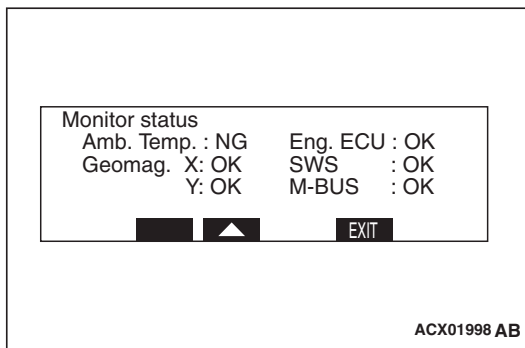 Monitor status
Amb. Temp. : NG Eng. ECU : OK
Geomag. X: OK SWS : OK
Y: OK M-BUS : OK
EXIT
ACX01998 AB